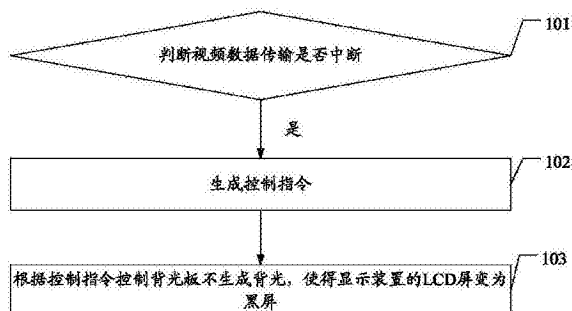 101
判断视频数据传输是否中断
是
102
生成控制指令
103
根据控制指令控制背光板不生成背光，使得显示装置的LCD屏变为
黑屏